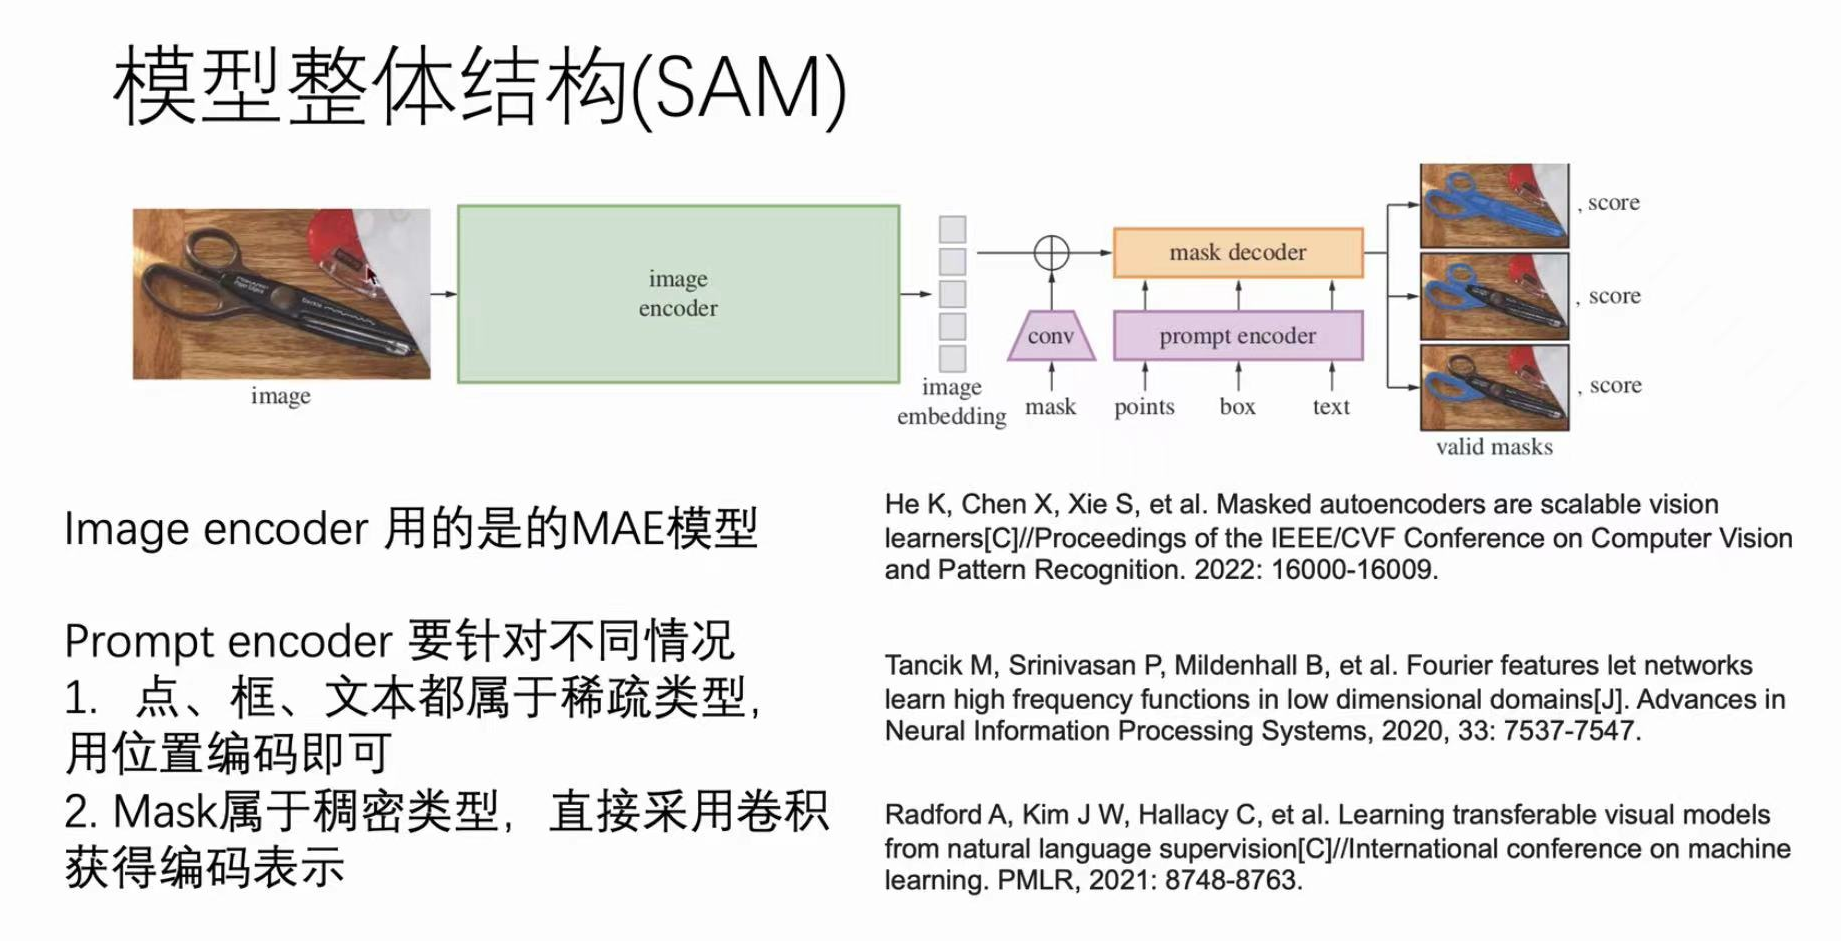 模型整体结构(SAM)
image
image
encoder
image
embedding
conv
mask
mask decoder
prompt encoder
points
box
text
, score
, score
, score
valid masks
Image encoder 用的是的MAE模型
Prompt encoder 要针对不同情况
1. 点、框、文本都属于稀疏类型，
用位置编码即可
2. Mask属于稠密类型，直接采用卷积
获得编码表示
He K, Chen X, Xie S, et al. Masked autoencoders are scalable vision
learners[C]//Proceedings of the IEEE/CVF Conference on Computer Vision
and Pattern Recognition. 2022: 16000-16009.
Tancik M, Srinivasan P, Mildenhall B, et al. Fourier features let networks
learn high frequency functions in low dimensional domains[J]. Advances in
Neural Information Processing Systems, 2020, 33: 7537-7547.
Radford A, Kim J W, Hallacy C, et al. Learning transferable visual models
from natural language supervision[C]//International conference on machine
learning. PMLR, 2021: 8748-8763.